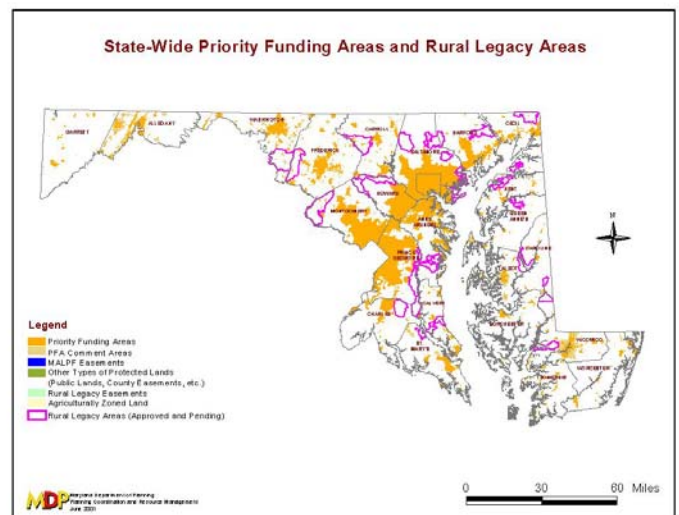 State-Wide Priority Funding Areas and Rural Legacy Areas
GARRETT
ALLEGANY
WASHINGTON
FREDERICK
CARROLL
BALTIMORE
HARFORD
CECIL
HOWARD
KENT
MONTGOMERY
ANNE
ARUNDEL
QUEEN
ANNE'S
PRINCE
GEORGE'S
CAROLINE
TALBOT
CHARLES
CALVERT
ST
MARY'S
DORCHESTER
WICOMICO
WORCESTER
SOMERSET
N
Legend
Priority Funding Areas
PFA Comment Areas
MALPF Easements
Other Types of Protected Lands
(Public Lands, County Easements, etc.)
Rural Legacy Easements
Agriculturally Zoned Land
Rural Legacy Areas (Approved and Pending)
MDP
Maryland Department of Planning
Planning Coordination and Resource Management
June 2001
0 30 60 Miles